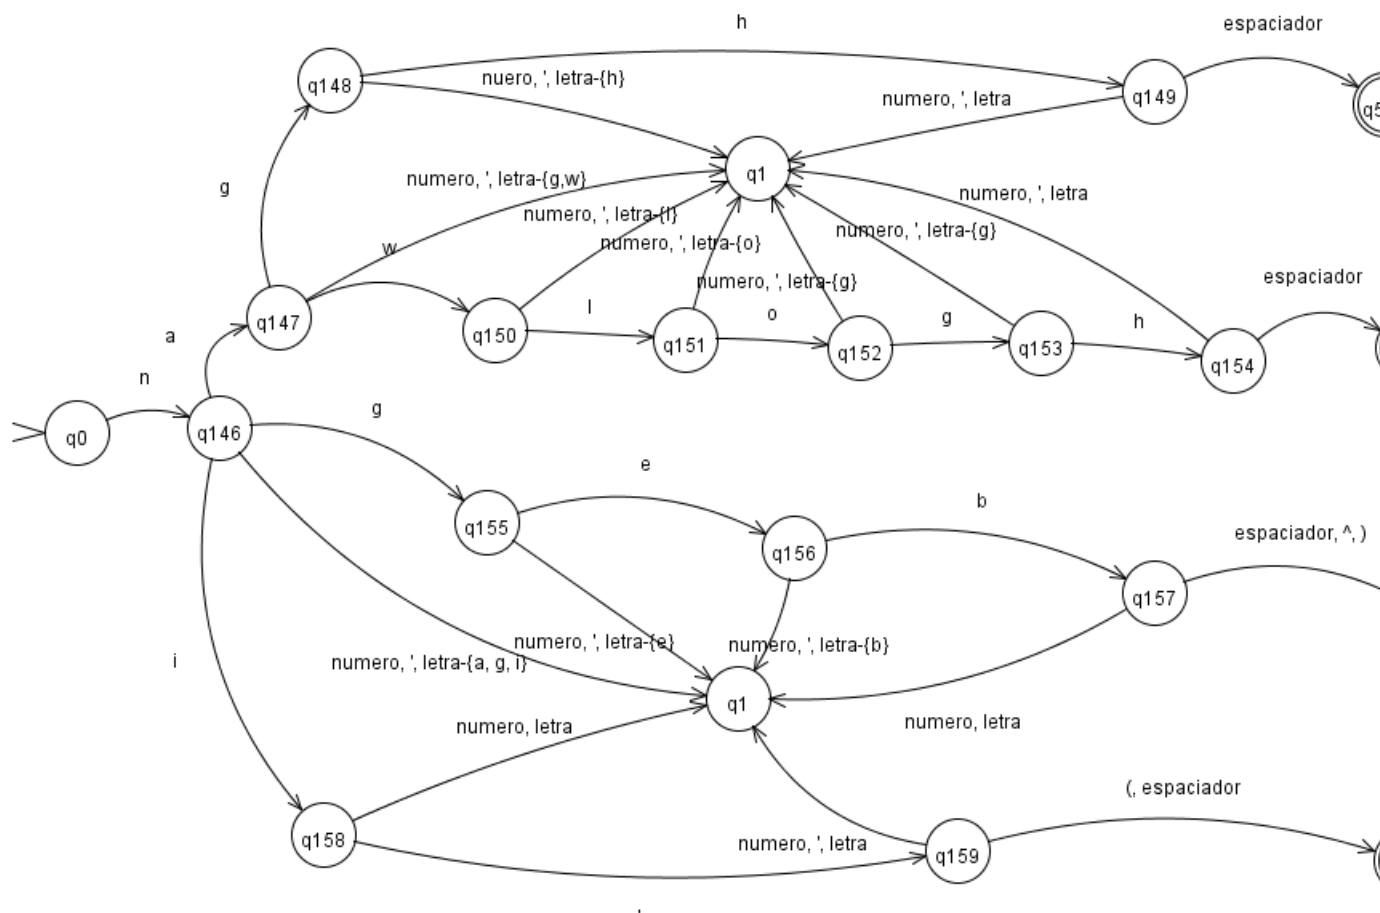 h
espaciador
q148
nuero, ', letra-{h}
numero, ', letra
q149
q1
g
numero, ', letra-{g,w}
numero, ', letra
numero, ', letra-{l}
w
numero, ', letra-{o}
numero, ', letra-{g}
espaciador
numero, ', letra-{g}
q147
l
o
g
h
q150
q151
q152
q153
q154
a
n
g
q0
q146
e
q155
b
espaciador, ^, )
q156
q157
numero, ', letra-{e}
numero, ', letra-{b}
i
numero, ', letra-{a, g, i}
q1
numero, letra
numero, letra
(, espaciador
q158
numero, ', letra
q159
'